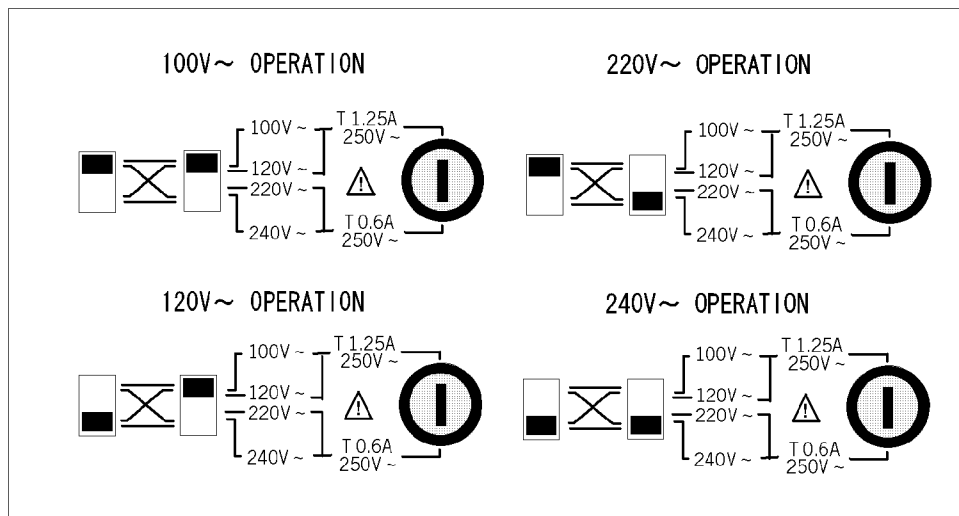 100V~ OPERATION
100V~
120V~
220V~
240V~
T 1.25A
250V~
T 0.6A
250V~
220V~ OPERATION
100V~
120V~
220V~
240V~
T 1.25A
250V~
T 0.6A
250V~
120V~ OPERATION
100V~
120V~
220V~
240V~
T 1.25A
250V~
T 0.6A
250V~
240V~ OPERATION
100V~
120V~
220V~
240V~
T 1.25A
250V~
T 0.6A
250V~